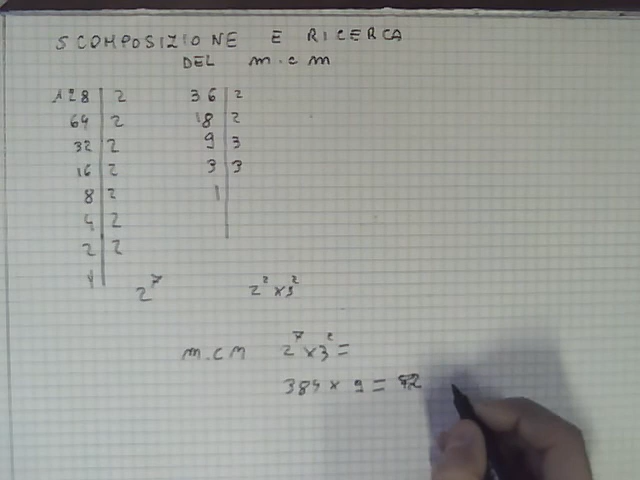 SCOMPOSIZIONE E RICERCA
DEL m.c m
128 | 2
64 | 2
32 | 2
16 | 2
8 | 2
4 | 2
2 | 2
1
2⁷
36 | 2
18 | 2
9 | 3
3 | 3
1
2² x 3²
m.c m 2⁷ x 3² =
384 x 9 =